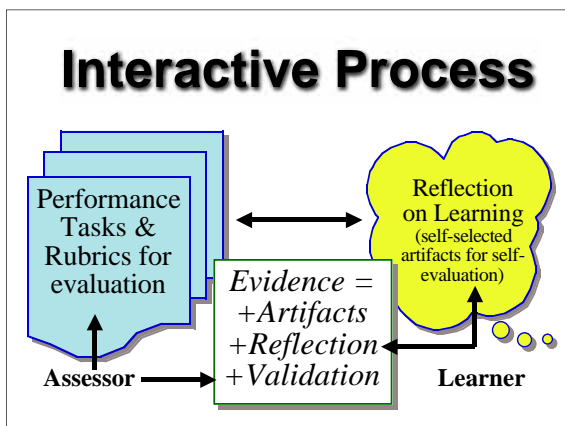 Interactive Process
Performance
Tasks &
Rubrics for
evaluation
Reflection
on Learning
(self-selected
artifacts for self-
evaluation)
Evidence =
+Artifacts
+Reflection
+Validation
Assessor
Learner